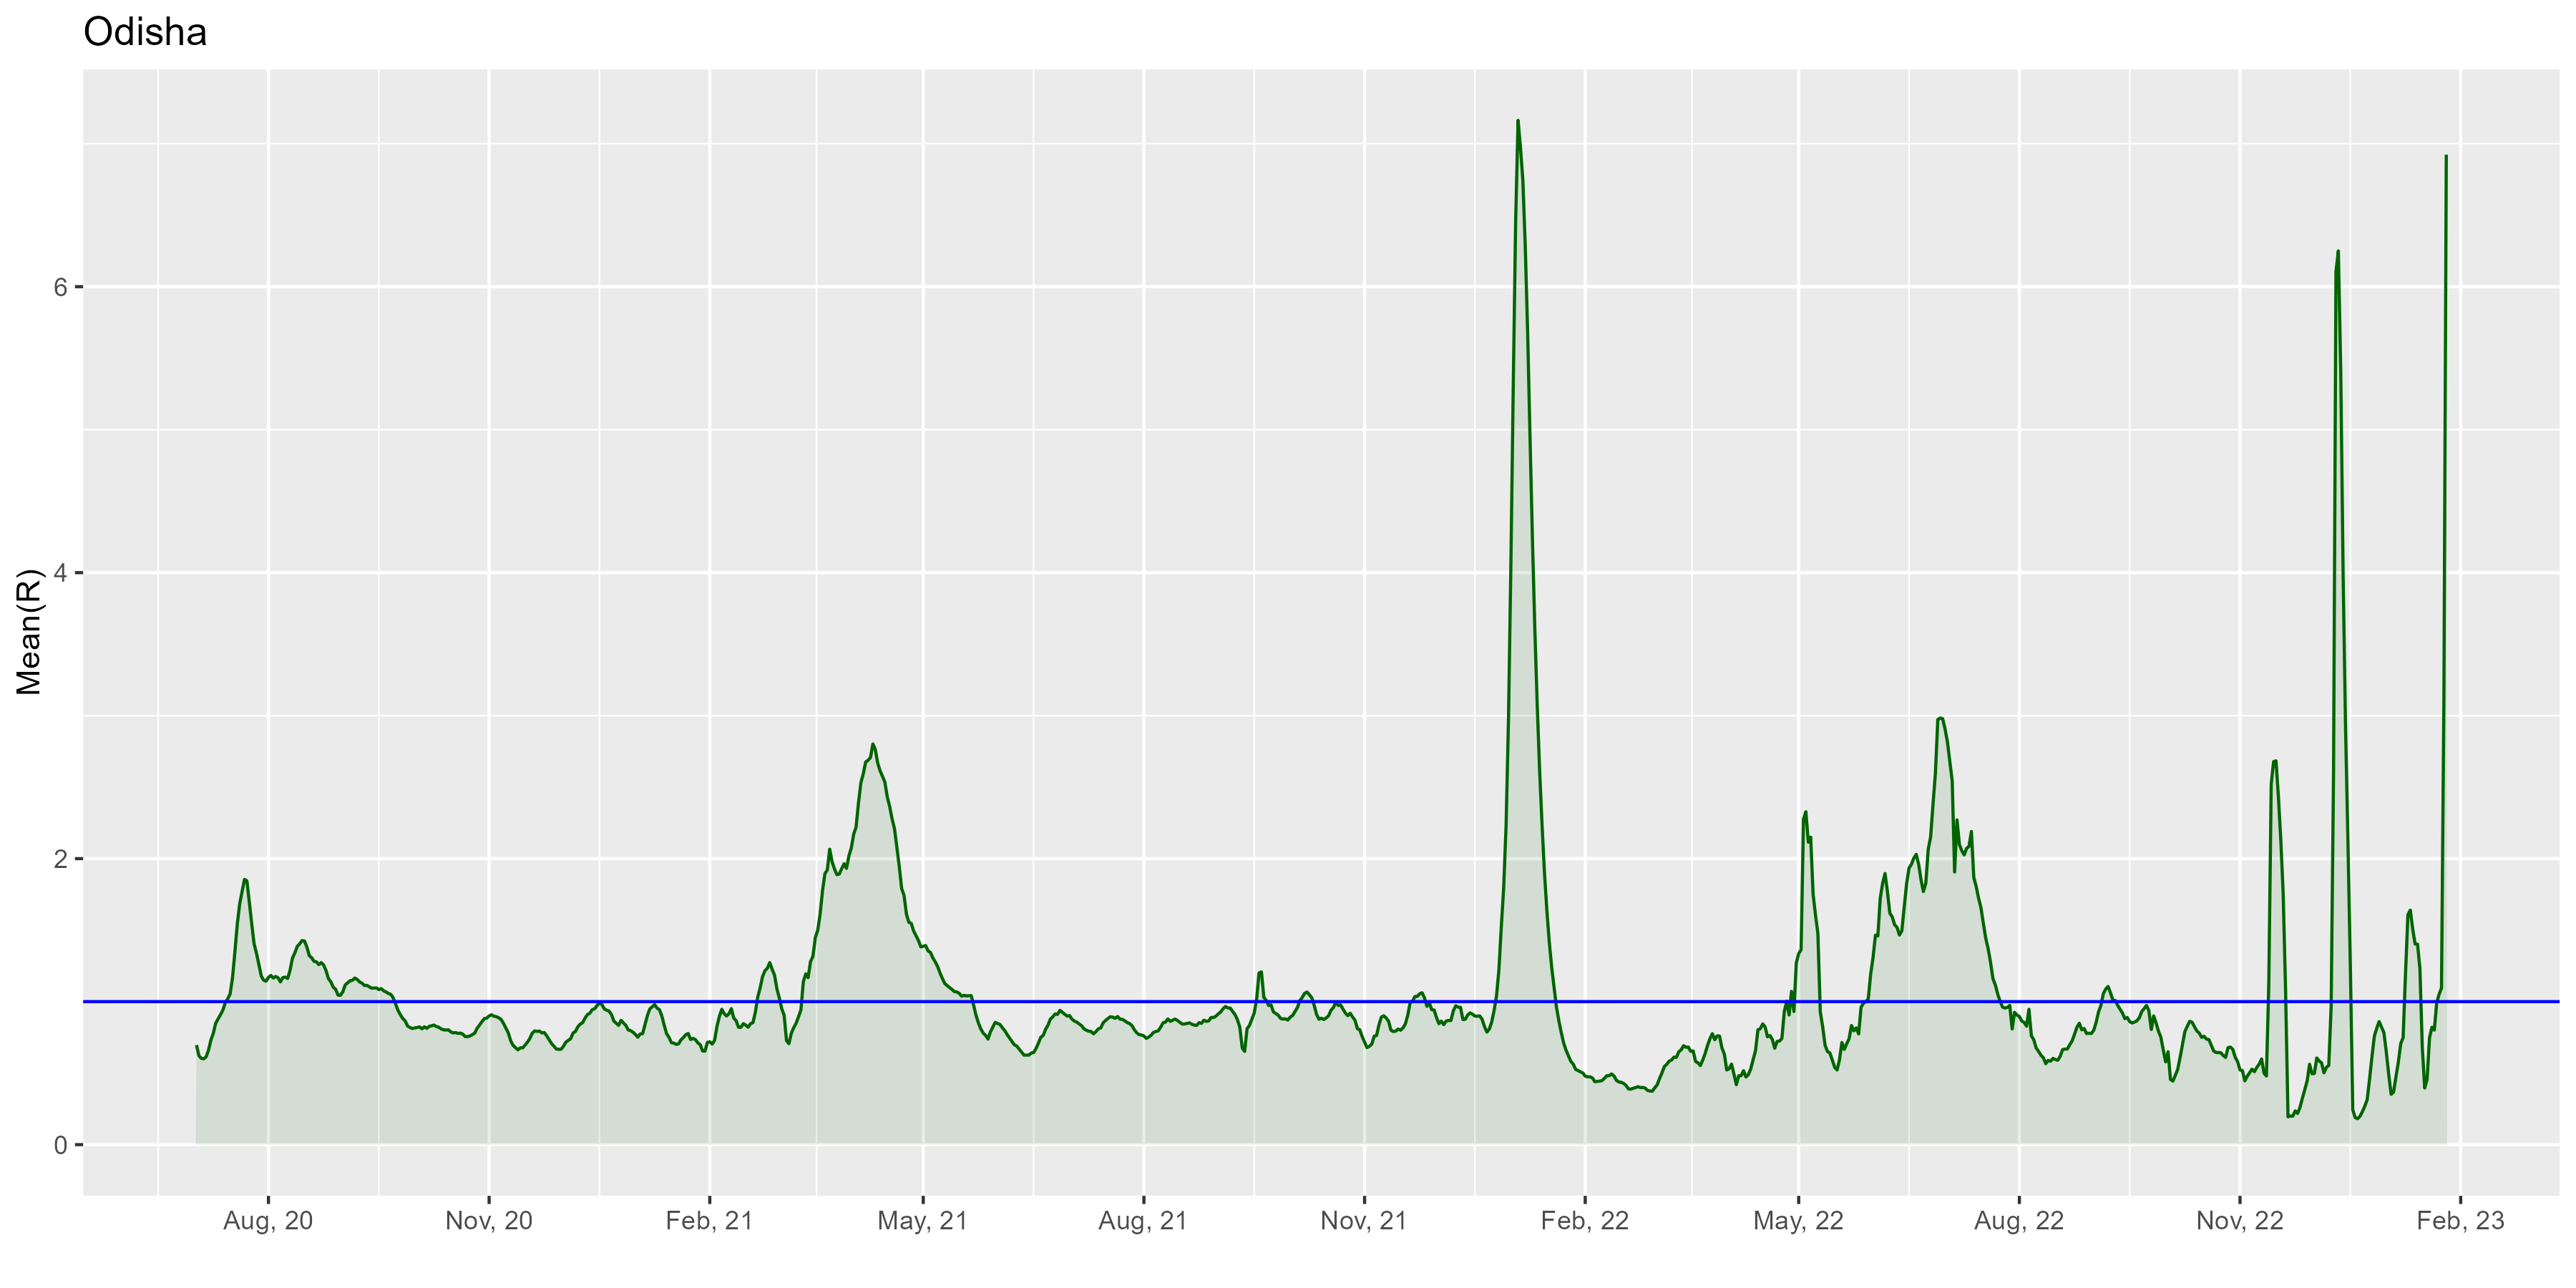 Odisha
Mean(R)
6
4
2
0
Aug, 20 Nov, 20 Feb, 21 May, 21 Aug, 21 Nov, 21 Feb, 22 May, 22 Aug, 22 Nov, 22 Feb, 23